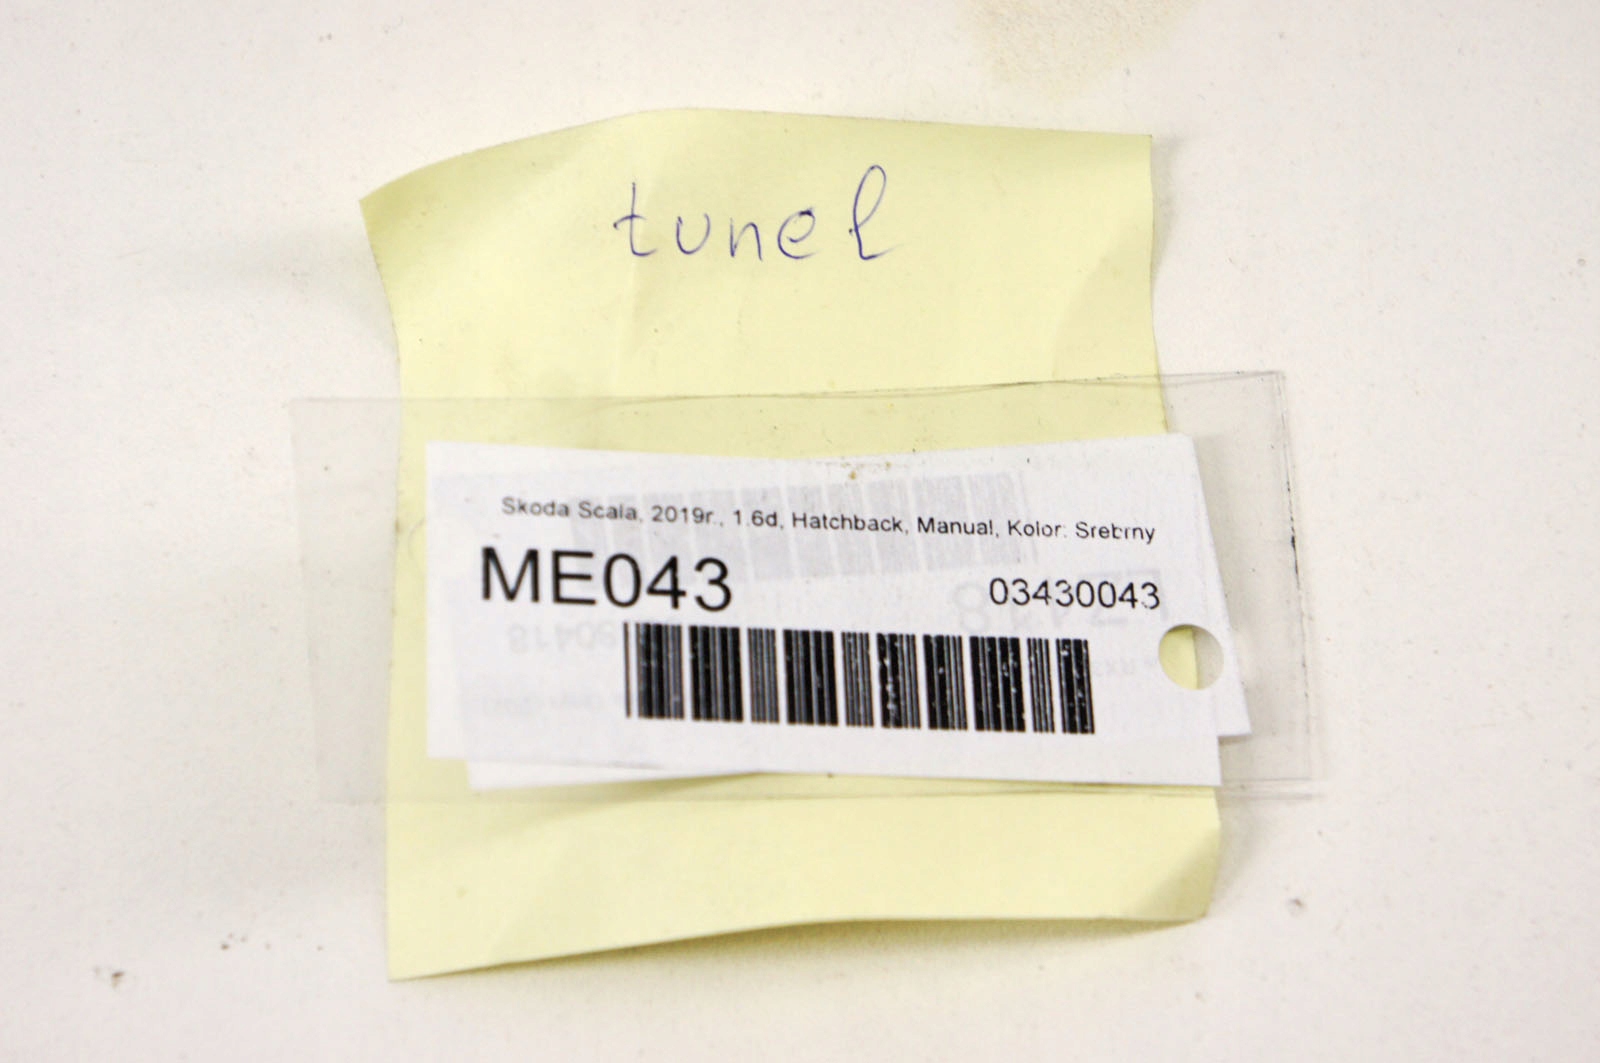 tunel
Skoda Scala, 2019r., 1.6d, Hatchback, Manual, Kolor: Srebrny
ME043
03430043